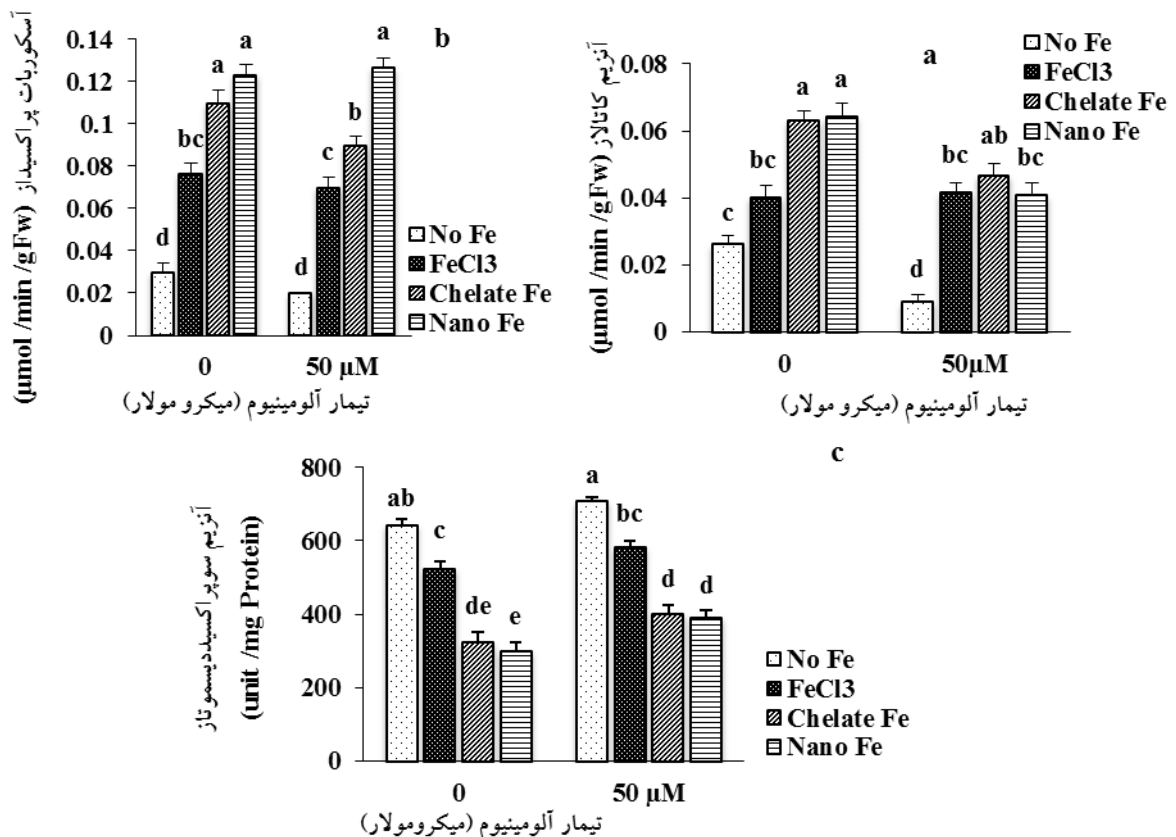 b
آسکوربات پراکسیداز
(μmol /min /gFw)
0.14
0.12
0.1
0.08
0.06
0.04
0.02
0
d
bc
a
a
d
c
b
a
No Fe
FeCl3
Chelate Fe
Nano Fe
0
50 μM
تیمار آلومینیوم (میکرو مولار)
a
آنزیم کاتالاز
(μmol /min /gFw)
0.08
0.06
0.04
0.02
0
c
bc
a
a
d
bc
ab
bc
No Fe
FeCl3
Chelate Fe
Nano Fe
0
50μM
تیمار آلومینیوم (میکرو مولار)
c
آنزیم سوپراکسیددیسموتاز
(unit /mg Protein)
800
600
400
200
0
ab
c
de
e
a
bc
d
d
No Fe
FeCl3
Chelate Fe
Nano Fe
0
50 μM
تیمار آلومینیوم (میکرومولار)